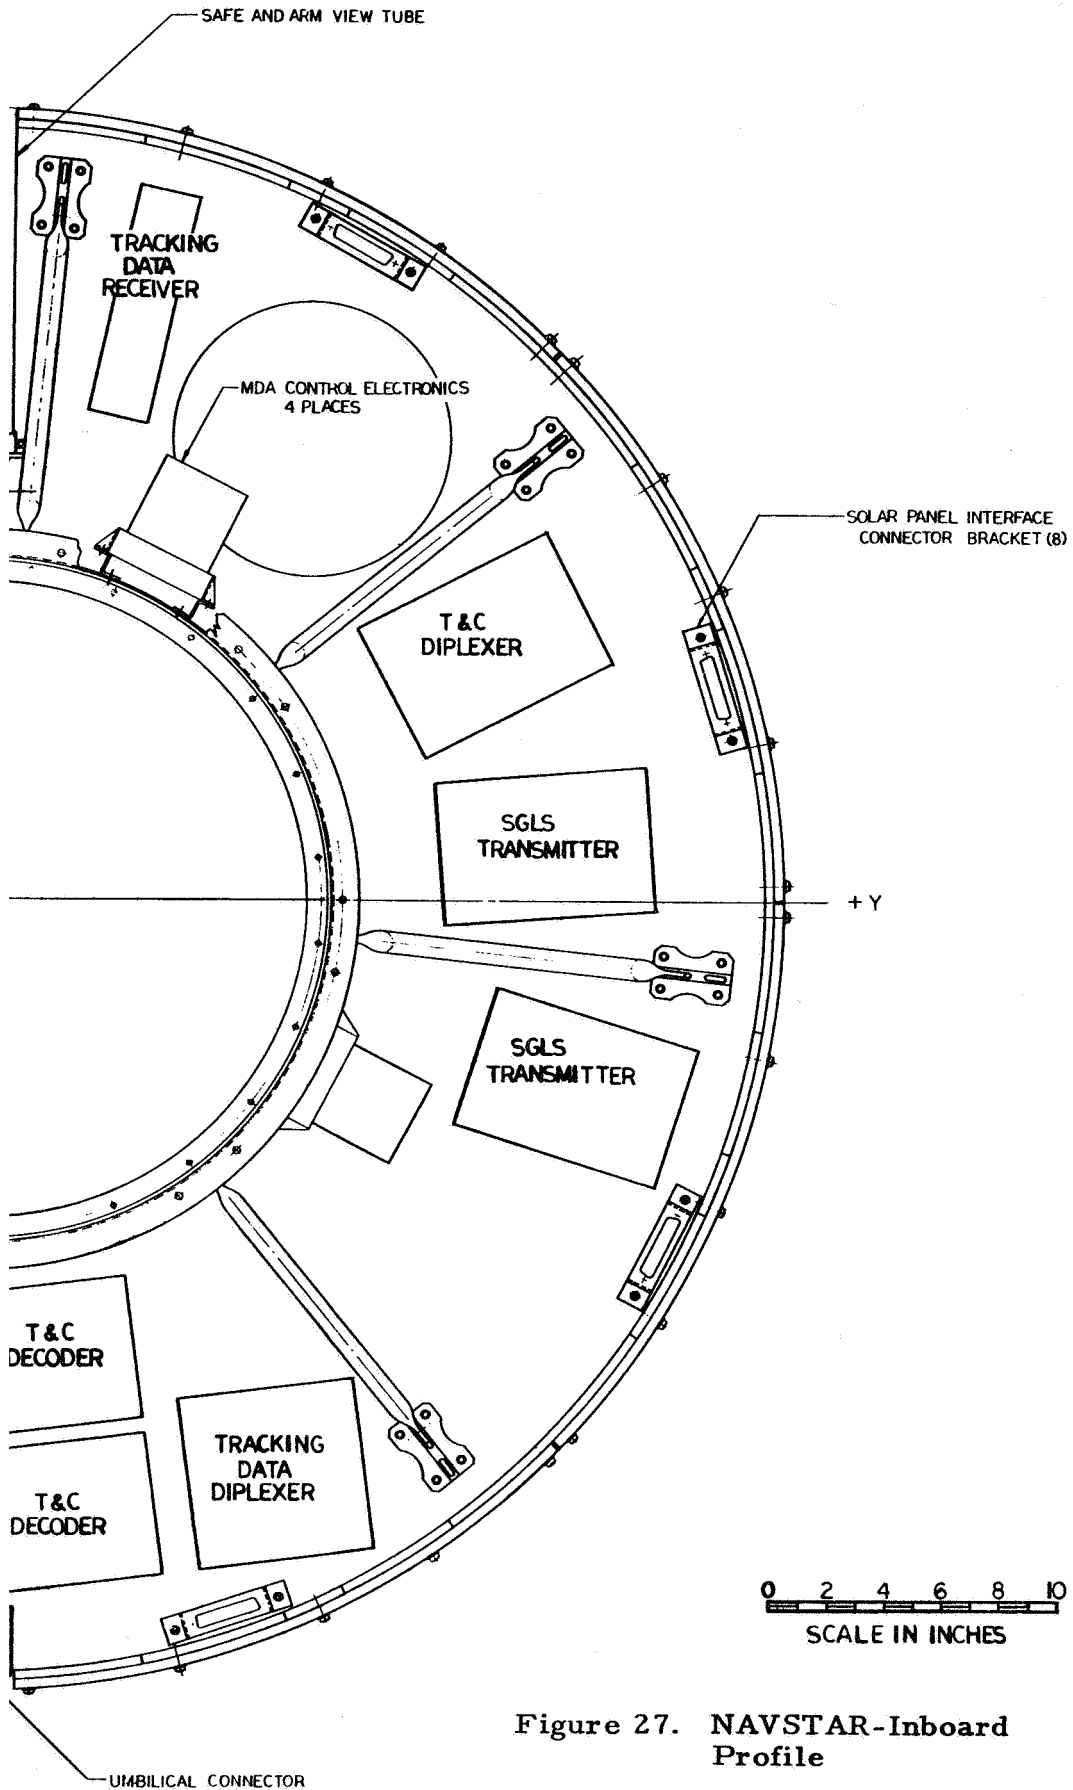 SAFE AND ARM VIEW TUBE
TRACKING
DATA
RECEIVER
MDA CONTROL ELECTRONICS
4 PLACES
SOLAR PANEL INTERFACE
CONNECTOR BRACKET (8)
T&C
DIPLEXER
SGLS
TRANSMITTER
+ Y
SGLS
TRANSMITTER
T&C
DECODER
TRACKING
DATA
DIPLEXER
T&C
DECODER
0 2 4 6 8 10
SCALE IN INCHES
Figure 27. NAVSTAR-Inboard
Profile
UMBILICAL CONNECTOR